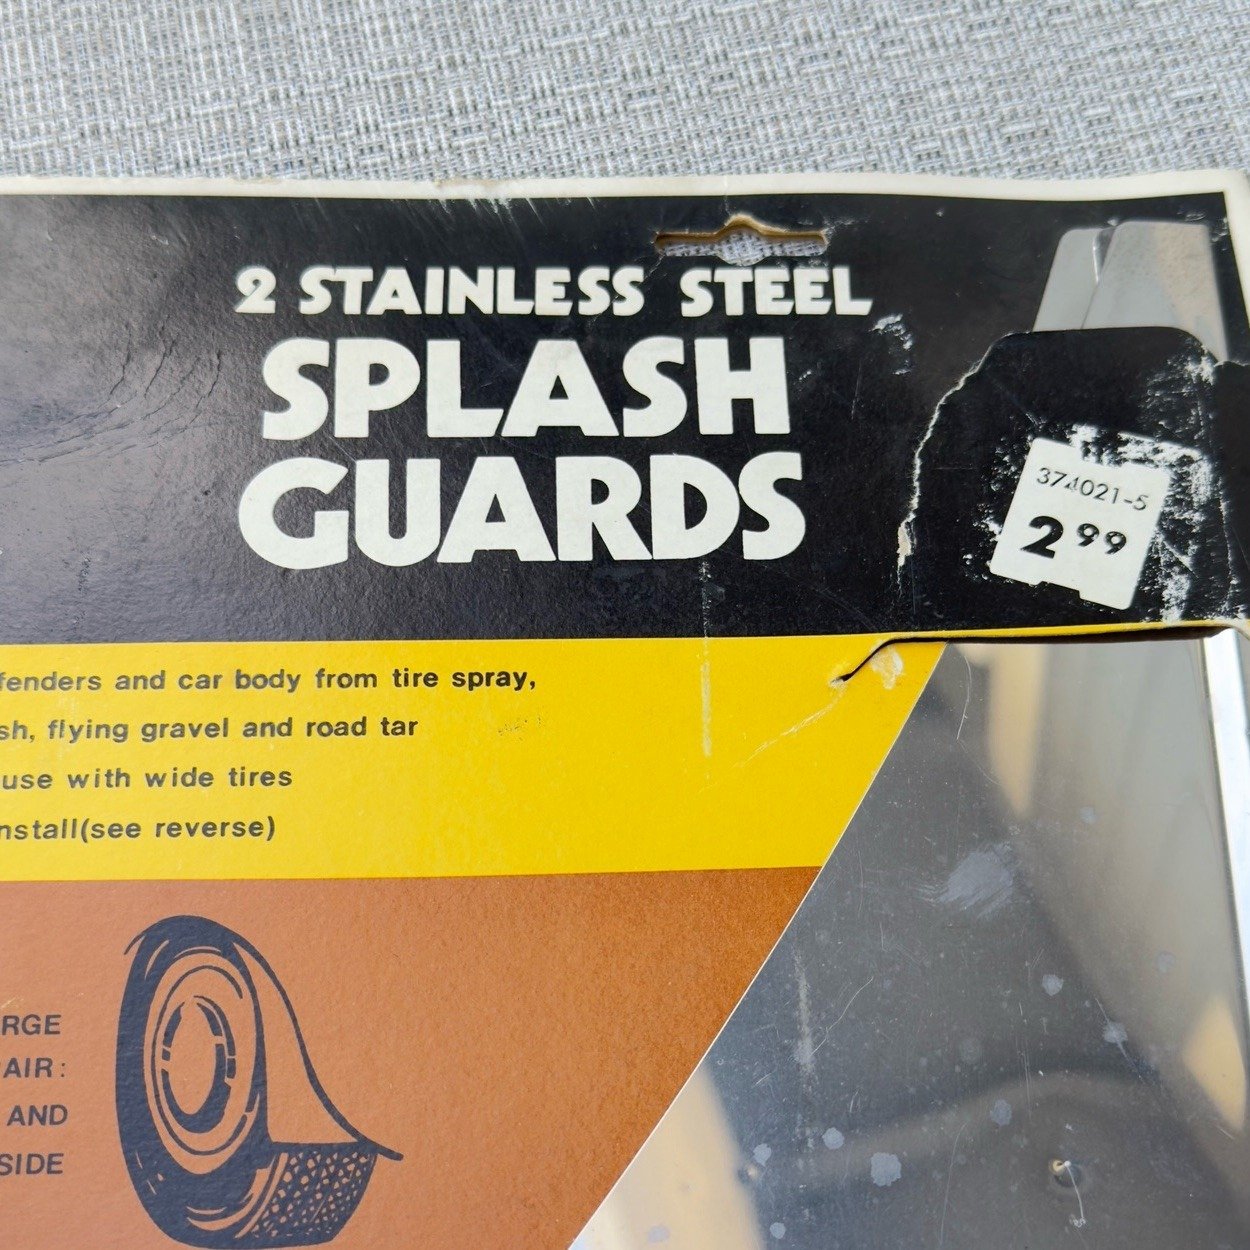 2 STAINLESS STEEL
SPLASH
GUARDS
374021-5
2 99
fenders and car body from tire spray,
sh, flying gravel and road tar
use with wide tires
nstall(see reverse)
RGE
AIR:
AND
SIDE